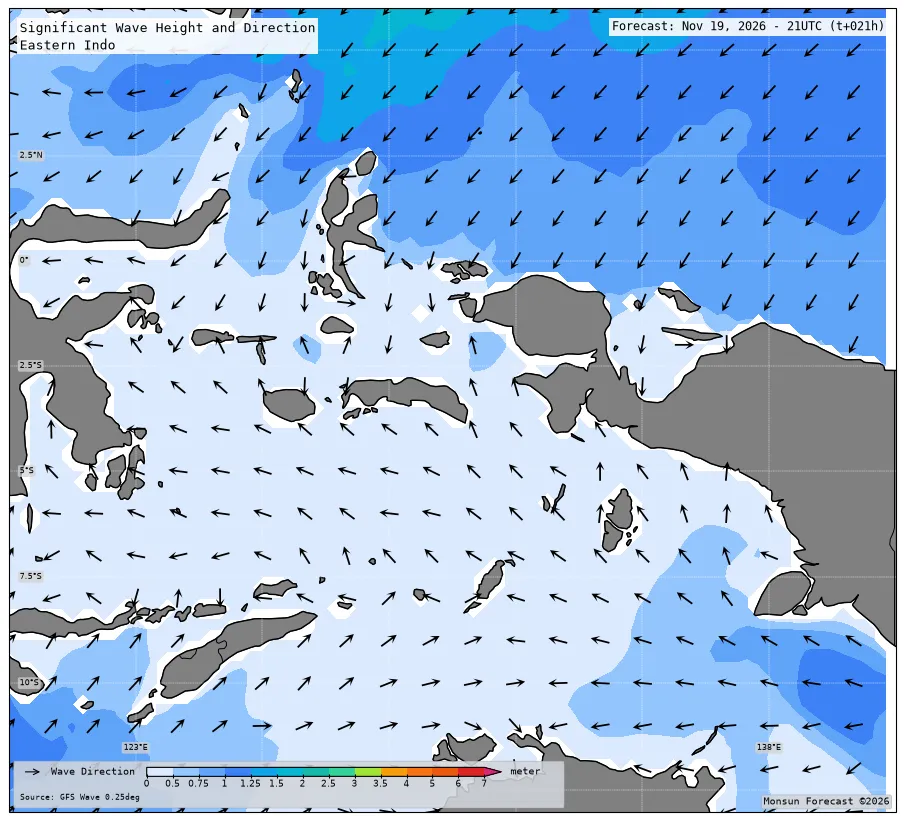 Significant Wave Height and Direction
Eastern Indo
Forecast: Nov 19, 2026 - 21UTC (t+021h)
2.5°N
0°
2.5°S
5°S
7.5°S
10°S
123°E
138°E
Wave Direction
meter
0 0.5 0.75 1 1.25 1.5 2 2.5 3 3.5 4 5 6 7
Source: GFS Wave 0.25deg
Monsun Forecast ©2026